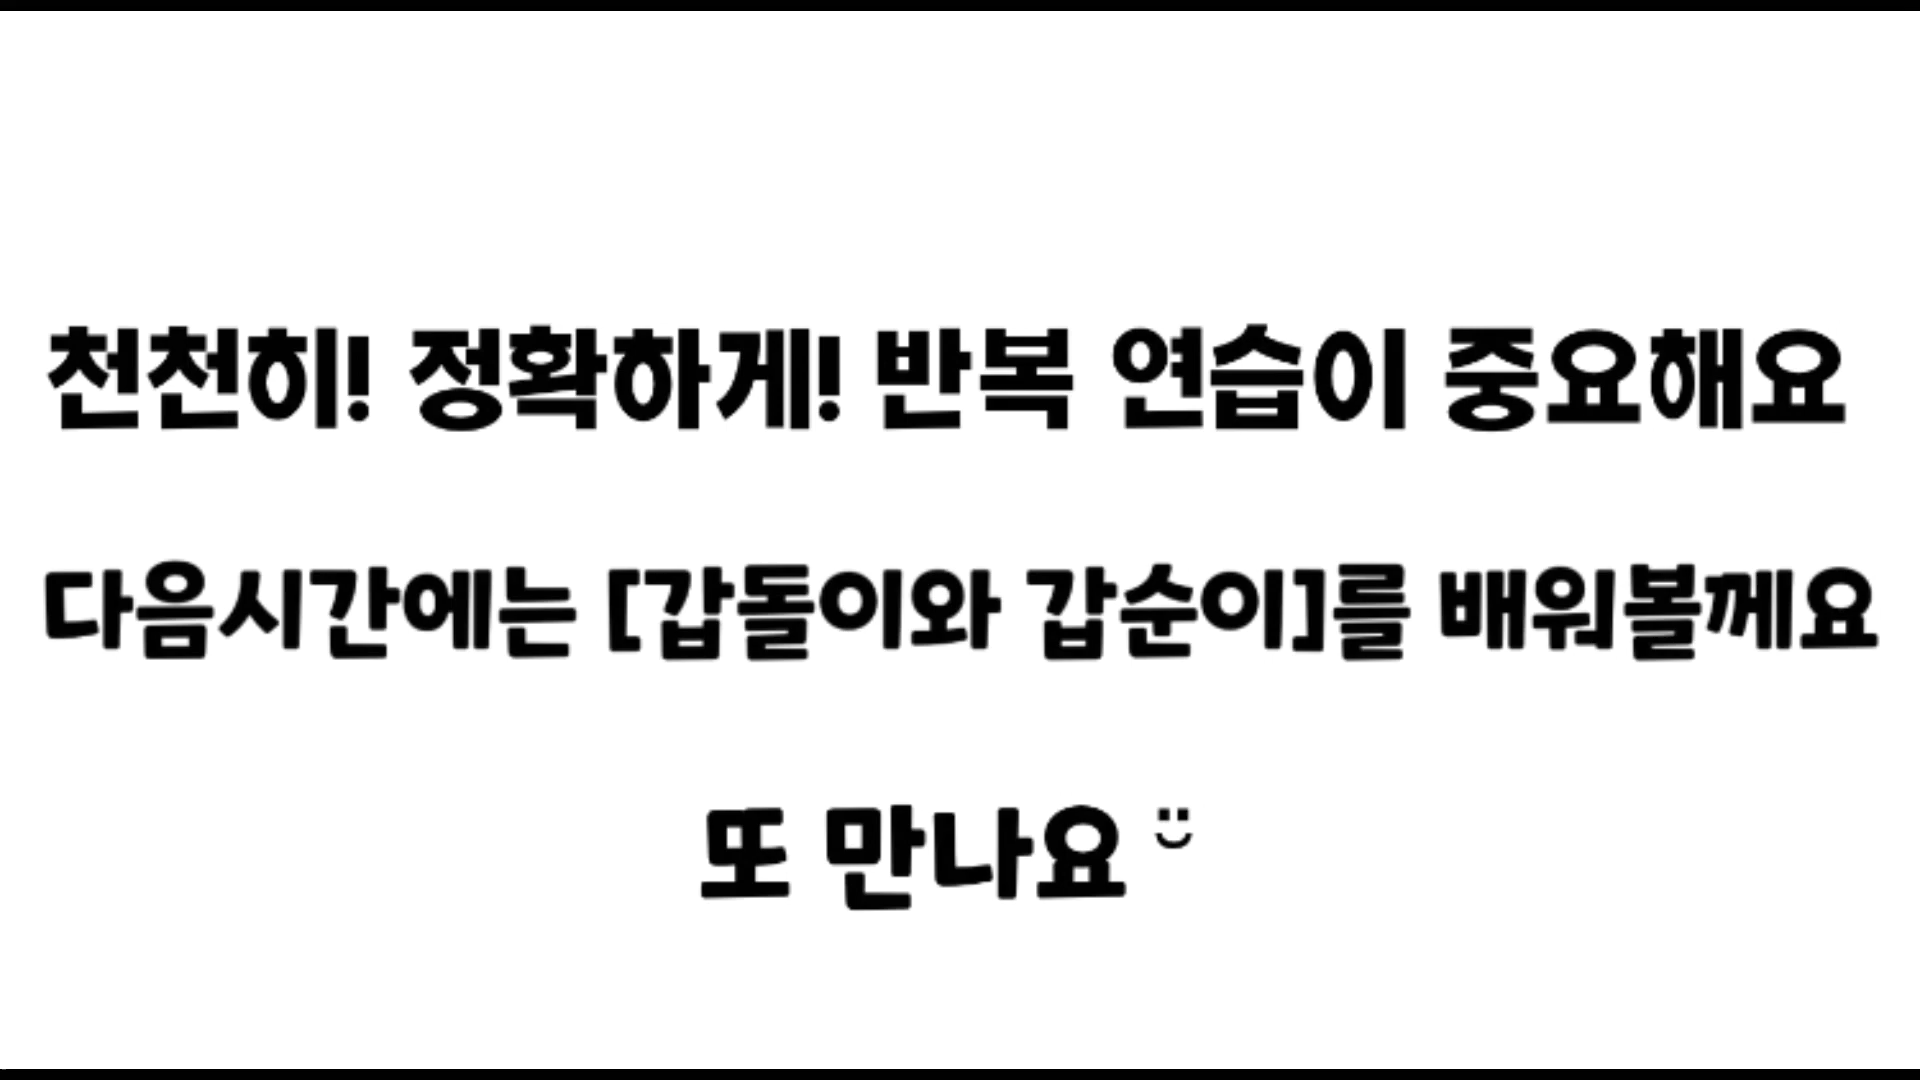 천천히! 정확하게! 반복 연습이 중요해요
다음시간에는 [갑돌이와 갑순이]를 배워볼께요
또 만나요 ¨̮